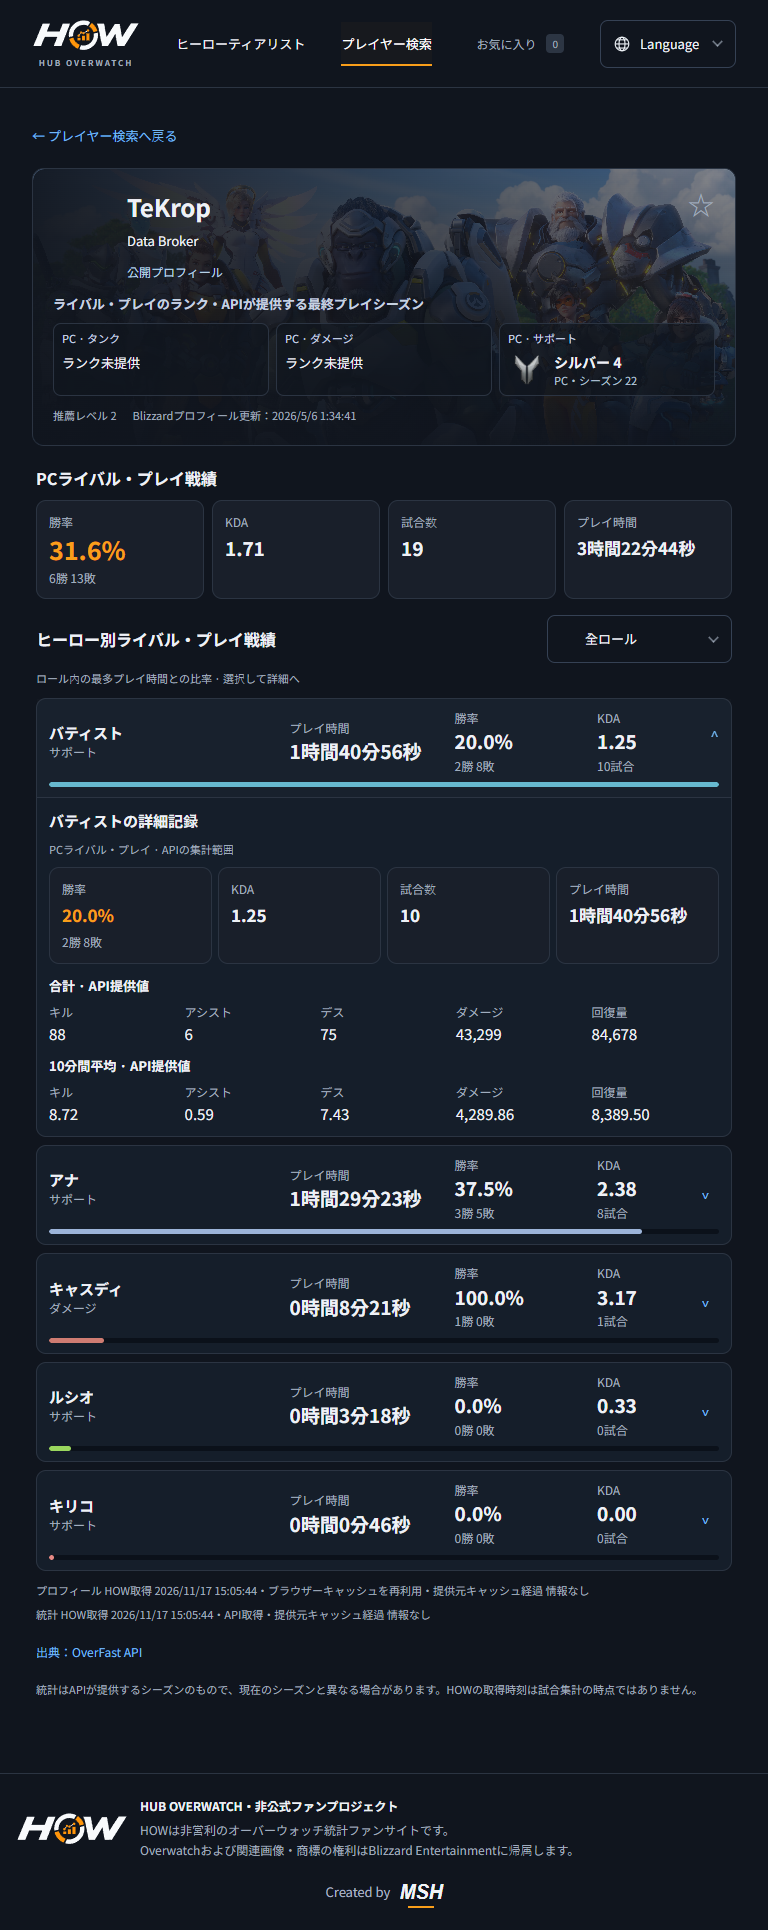 HOW
HUB OVERWATCH
ヒーローティアリスト
プレイヤー検索
お気に入り 0
Language
← プレイヤー検索へ戻る
TeKrop
Data Broker
公開プロフィール
ライバル・プレイのランク・APIが提供する最終プレイシーズン
PC・タンク
ランク未提供
PC・ダメージ
ランク未提供
PC・サポート
シルバー 4
PC・シーズン 22
推薦レベル 2 Blizzardプロフィール更新：2026/5/6 1:34:41
PCライバル・プレイ戦績
勝率
31.6%
6勝 13敗
KDA
1.71
試合数
19
プレイ時間
3時間22分44秒
ヒーロー別ライバル・プレイ戦績
全ロール
ロール内の最多プレイ時間との比率・選択して詳細へ
バティスト
サポート
プレイ時間
1時間40分56秒
勝率
20.0%
2勝 8敗
KDA
1.25
10試合
^
バティストの詳細記録
PCライバル・プレイ・APIの集計範囲
勝率
20.0%
2勝 8敗
KDA
1.25
試合数
10
プレイ時間
1時間40分56秒
合計・API提供値
キル アシスト デス ダメージ 回復量
88 6 75 43,299 84,678
10分間平均・API提供値
キル アシスト デス ダメージ 回復量
8.72 0.59 7.43 4,289.86 8,389.50
アナ
サポート
プレイ時間
1時間29分23秒
勝率
37.5%
3勝 5敗
KDA
2.38
8試合
v
キャスディ
ダメージ
プレイ時間
0時間8分21秒
勝率
100.0%
1勝 0敗
KDA
3.17
1試合
v
ルシオ
サポート
プレイ時間
0時間3分18秒
勝率
0.0%
0勝 0敗
KDA
0.33
0試合
v
キリコ
サポート
プレイ時間
0時間0分46秒
勝率
0.0%
0勝 0敗
KDA
0.00
0試合
v
プロフィール HOW取得 2026/11/17 15:05:44・ブラウザーキャッシュを再利用・提供元キャッシュ経過 情報なし
統計 HOW取得 2026/11/17 15:05:44・API取得・提供元キャッシュ経過 情報なし
出典：OverFast API
統計はAPIが提供するシーズンのもので、現在のシーズンと異なる場合があります。HOWの取得時刻は試合集計の時点ではありません。
HOW
HUB OVERWATCH・非公式ファンプロジェクト
HOWは非営利のオーバーウォッチ統計ファンサイトです。
Overwatchおよび関連画像・商標の権利はBlizzard Entertainmentに帰属します。
Created by MSH